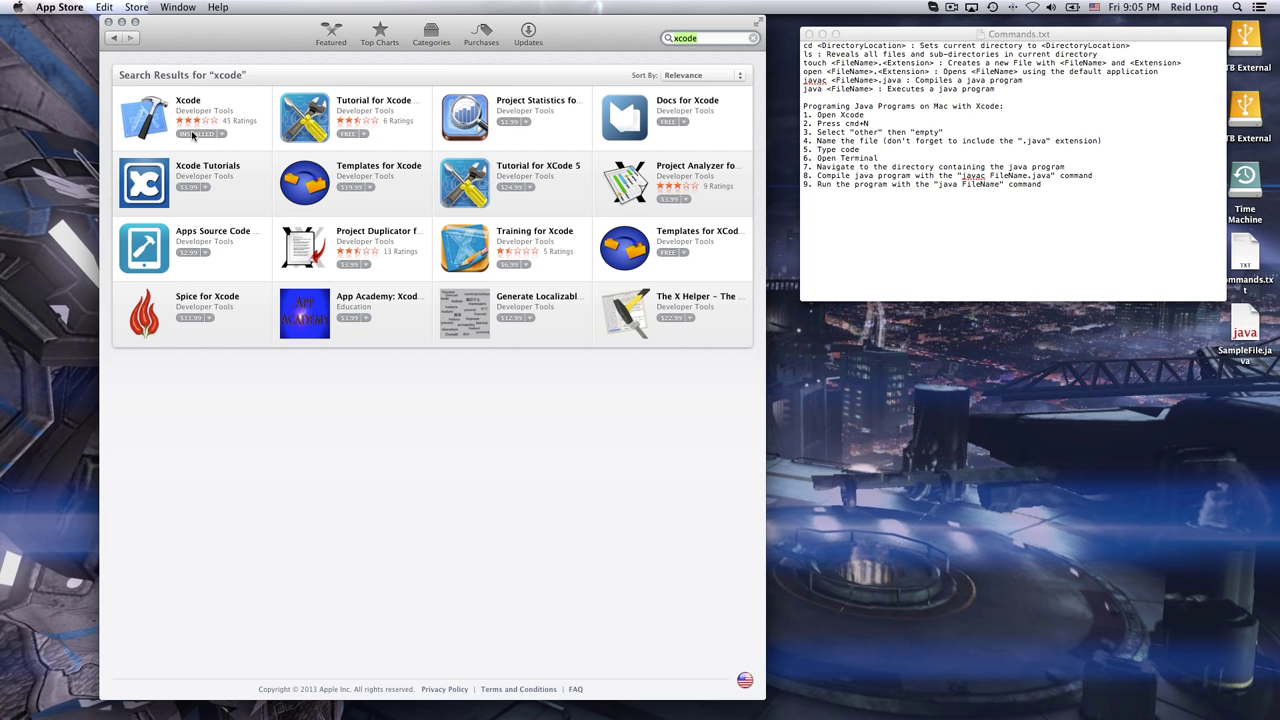 App Store Edit Store Window Help
Fri 9:05 PM Reid Long
Featured Top Charts Categories Purchases Updates
xcode
Search Results for “xcode”
Sort By: Relevance
Xcode
Developer Tools
45 Ratings
INSTALLED
Tutorial for Xcode ...
Developer Tools
6 Ratings
FREE
Project Statistics fo...
Developer Tools
$1.99
Docs for Xcode
Developer Tools
FREE
Xcode Tutorials
Developer Tools
$3.99
Templates for Xcode
Developer Tools
$19.99
Tutorial for XCode 5
Developer Tools
$24.99
Project Analyzer fo...
Developer Tools
9 Ratings
$3.99
Apps Source Code ...
Developer Tools
$2.99
Project Duplicator f...
Developer Tools
13 Ratings
$3.99
Training for Xcode
Developer Tools
5 Ratings
$6.99
Templates for XCod...
Developer Tools
FREE
Spice for Xcode
Developer Tools
$11.99
APP ACADEMY
App Academy: Xcod...
Education
$3.99
Generate Localizabl...
Developer Tools
$12.99
The X Helper - The ...
Developer Tools
$22.99
Copyright © 2013 Apple Inc. All rights reserved. Privacy Policy | Terms and Conditions | FAQ
Commands.txt
cd <DirectoryLocation> : Sets current directory to <DirectoryLocation>
ls : Reveals all files and sub-directories in current directory
touch <FileName>.<Extension> : Creates a new File with <FileName> and <Extension>
open <FileName>.<Extension> : Opens <FileName> using the default application
javac <FileName>.java : Compiles a java program
java <FileName> : Executes a java program
Programing Java Programs on Mac with Xcode:
1. Open Xcode
2. Press cmd+N
3. Select "other" then "empty"
4. Name the file (don't forget to include the ".java" extension)
5. Type code
6. Open Terminal
7. Navigate to the directory containing the java program
8. Compile java program with the "javac FileName.java" command
9. Run the program with the "java FileName" command
TB External
TB External
Time
Machine
TXT
ommands.tx
t
java
SampleFile.ja
va